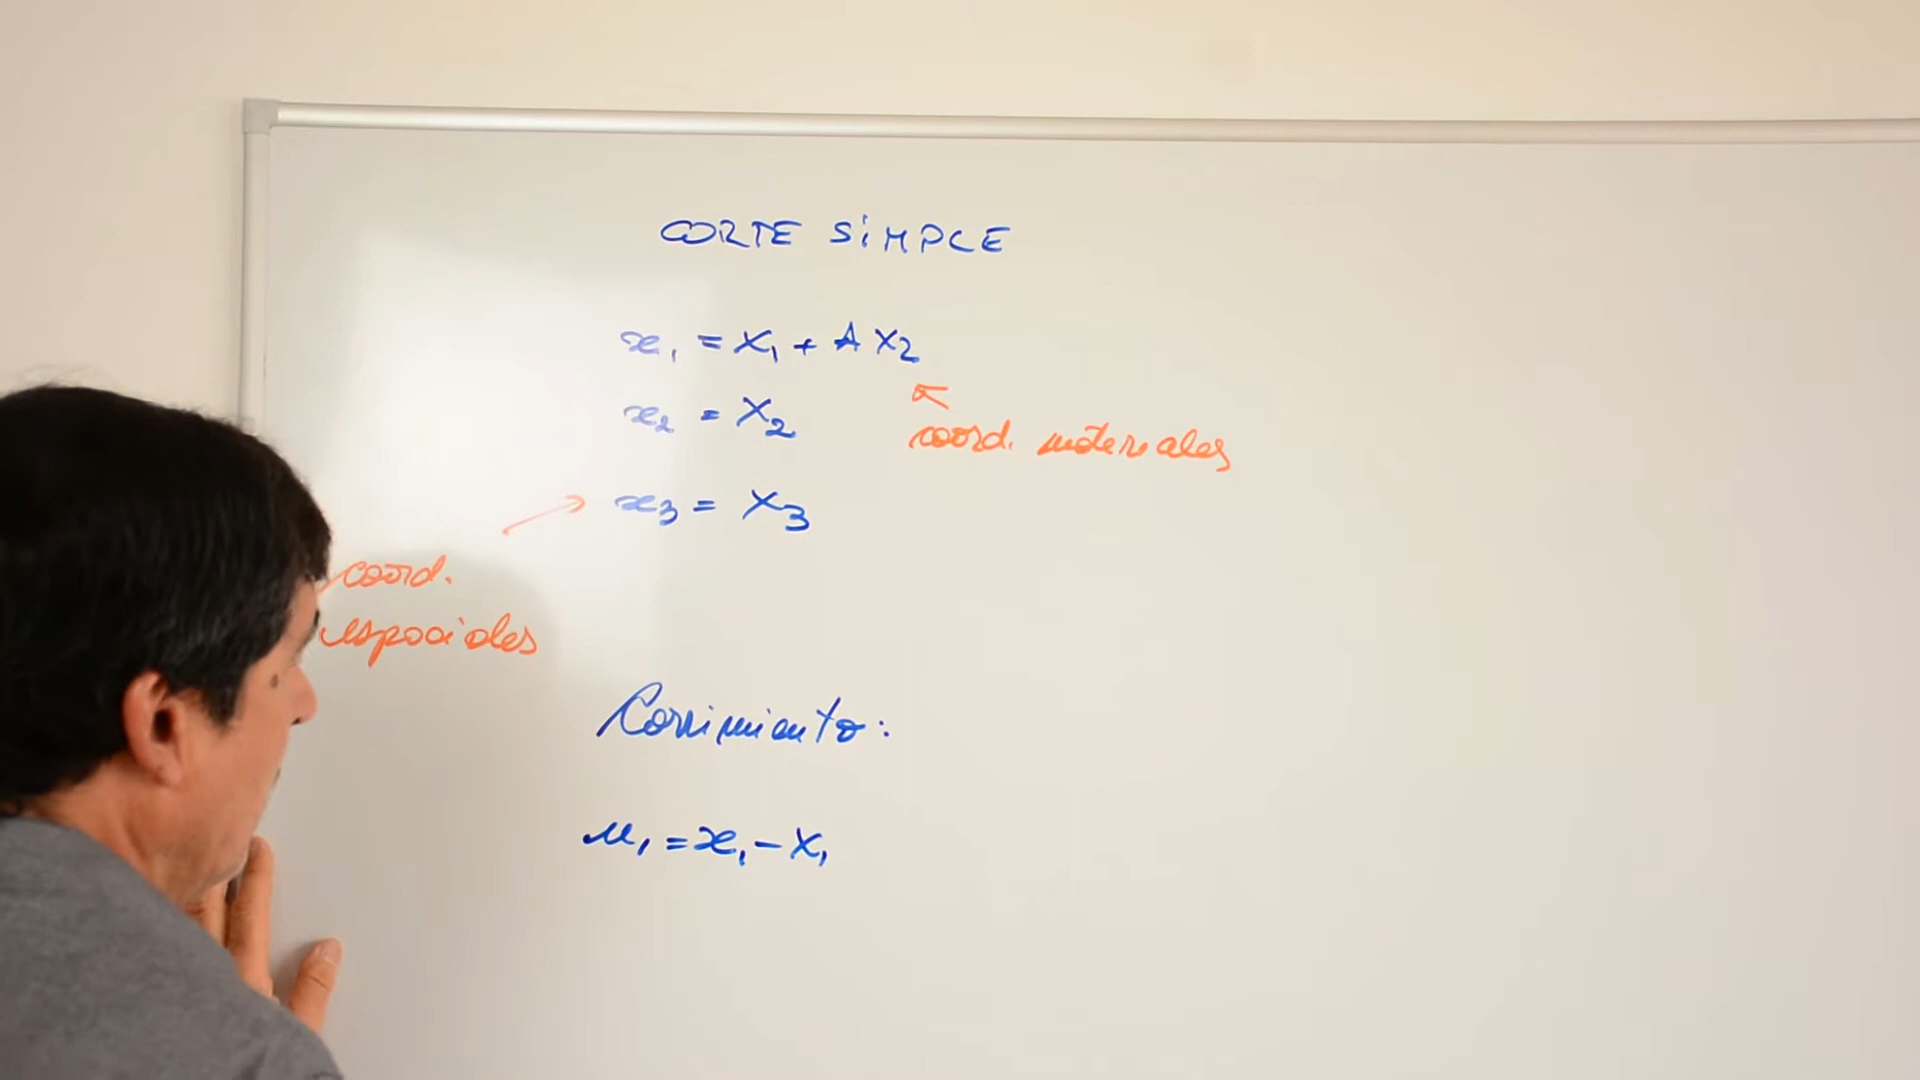 CORTE SiMPLE
x₁ = X₁ + A X₂
x₂ = X₂
coord. materiales
x₃ = X₃
coord.
espaciales
Corrimiento:
u₁ = x₁ - X₁